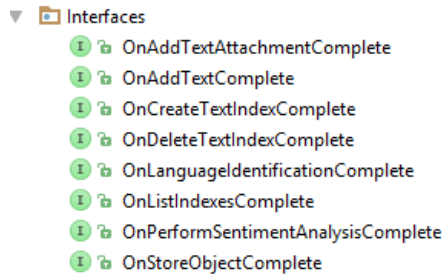 Interfaces
I OnAddTextAttachmentComplete
I OnAddTextComplete
I OnCreateTextIndexComplete
I OnDeleteTextIndexComplete
I OnLanguageIdentificationComplete
I OnListIndexesComplete
I OnPerformSentimentAnalysisComplete
I OnStoreObjectComplete